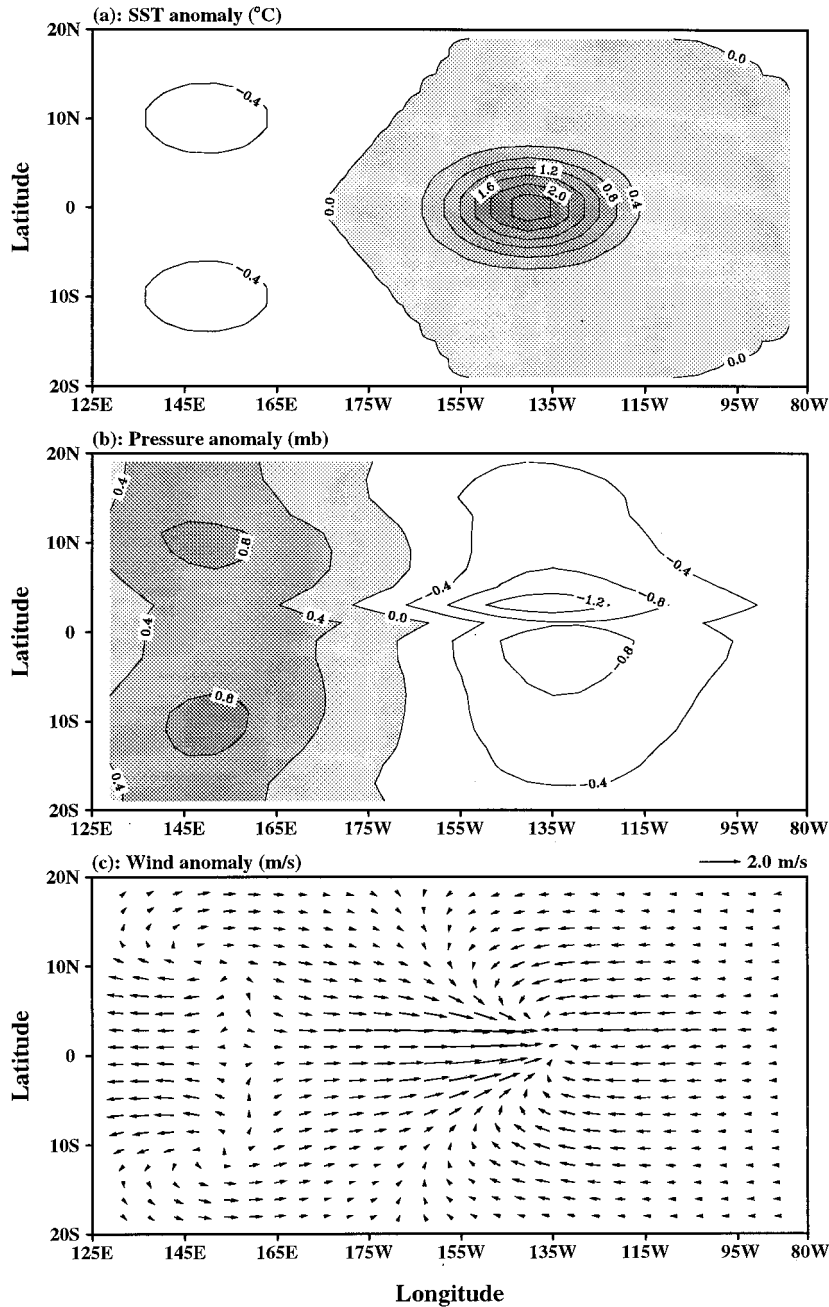 (a): SST anomaly (°C)
20N
10N
0
10S
20S
Latitude
-0.4
-0.4
0.0
0.0
0.0
1.6
1.2
2.0
0.8
0.4
125E 145E 165E 175W 155W 135W 115W 95W 80W
(b): Pressure anomaly (mb)
20N
10N
0
10S
20S
Latitude
0.4
0.8
0.4
0.4
0.0
0.8
0.4
-0.4
-0.4
-0.8
-1.2
-0.8
-0.4
125E 145E 165E 175W 155W 135W 115W 95W 80W
(c): Wind anomaly (m/s)
2.0 m/s
20N
10N
0
10S
20S
Latitude
125E 145E 165E 175W 155W 135W 115W 95W 80W
Longitude